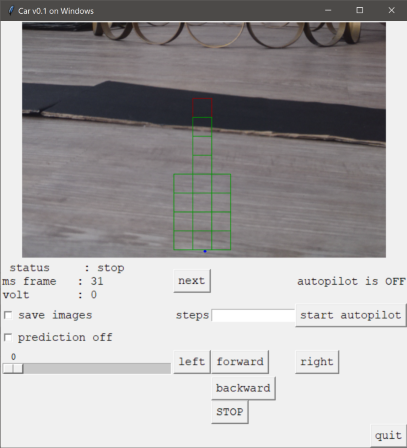 Car v0.1 on Windows
status : stop
ms frame : 31
next
autopilot is OFF
volt : 0
save images
steps
start autopilot
prediction off
0
left
forward
right
backward
STOP
quit